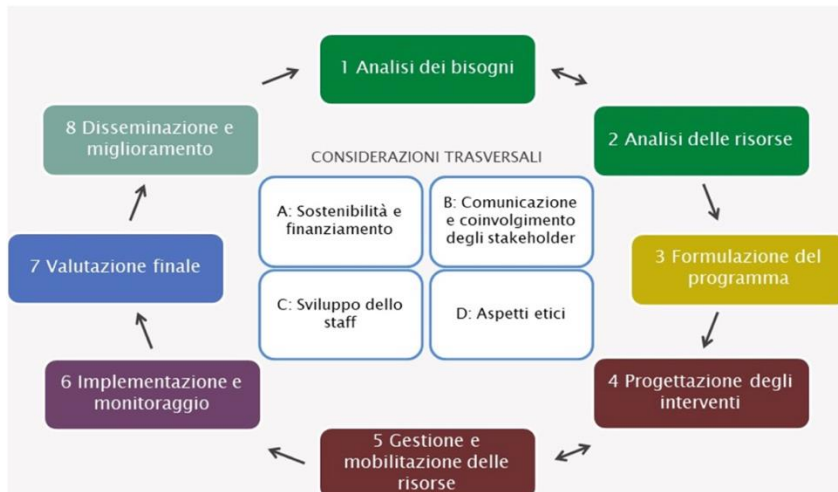 1 Analisi dei bisogni
2 Analisi delle risorse
3 Formulazione del
programma
4 Progettazione degli
interventi
5 Gestione e
mobilitazione delle
risorse
6 Implementazione e
monitoraggio
7 Valutazione finale
8 Disseminazione e
miglioramento
CONSIDERAZIONI TRASVERSALI
A: Sostenibilità e
finanziamento
B: Comunicazione
e coinvolgimento
degli stakeholder
C: Sviluppo dello
staff
D: Aspetti etici